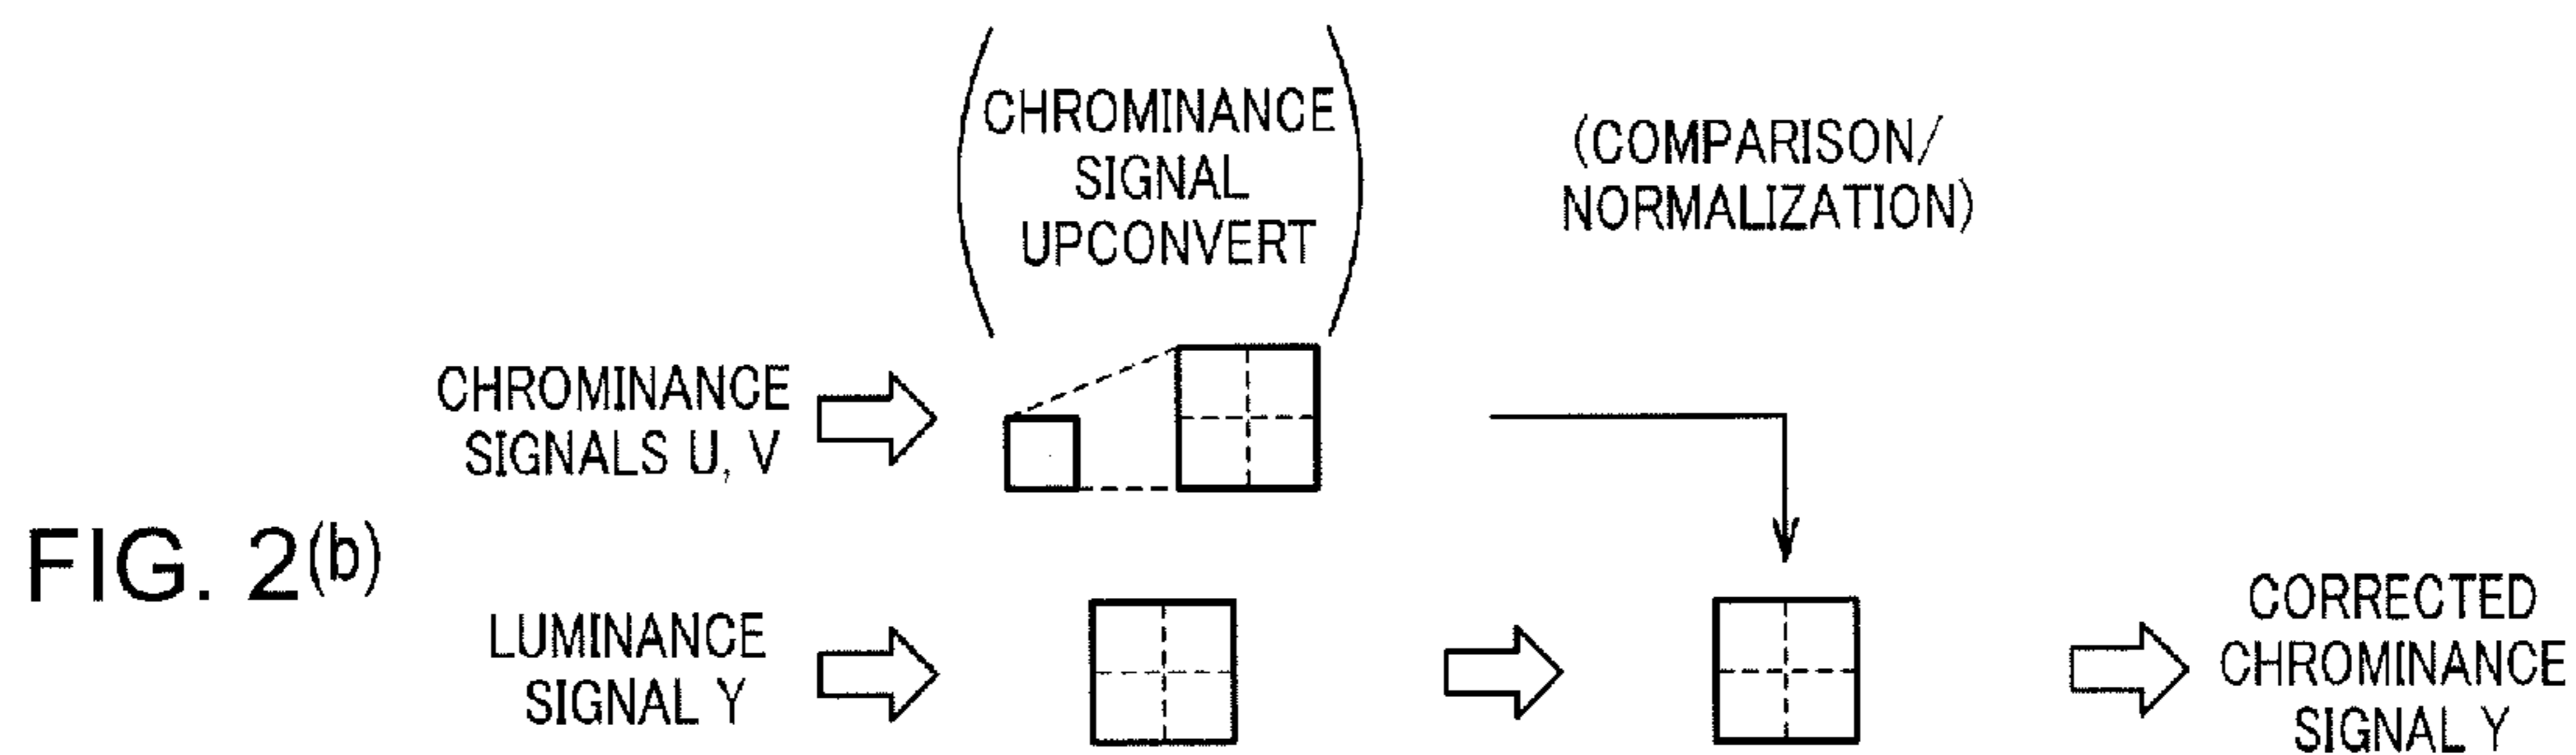 CHROMINANCE
SIGNAL
UPCONVERT
(COMPARISON/
NORMALIZATION)
CHROMINANCE
SIGNALS U, V
FIG. 2(b)
LUMINANCE
SIGNAL Y
CORRECTED
CHROMINANCE
SIGNAL Y